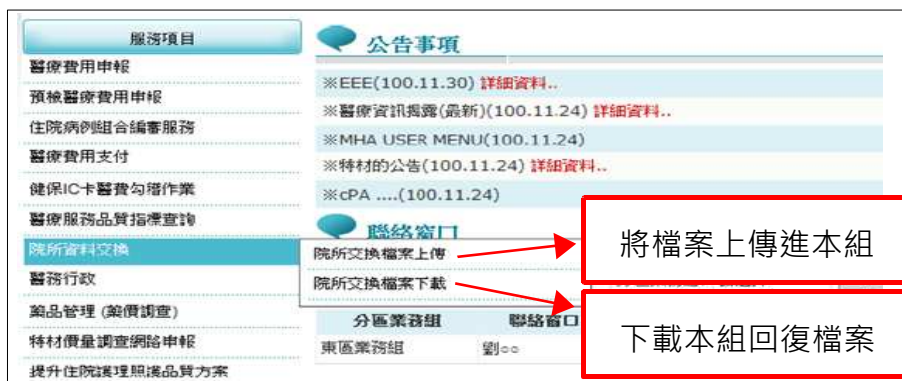 服務項目
醫療費用申報
預檢醫療費用申報
住院病例組合編審服務
醫療費用支付
健保IC卡醫費勾稽作業
醫療服務品質指標查詢
院所資料交換
醫務行政
藥品管理 (藥價調查)
特材價量調查網路申報
提升住院護理照護品質方案
公告事項
※EEE(100.11.30) 詳細資料..
※醫療資訊揭露(最新)(100.11.24) 詳細資料..
※MHA USER MENU(100.11.24)
※特材的公告(100.11.24) 詳細資料..
※cPA ....(100.11.24)
聯絡窗口
院所交換檔案上傳
院所交換檔案下載
將檔案上傳進本組
下載本組回復檔案
分區業務組 聯絡窗口
東區業務組 劉○○